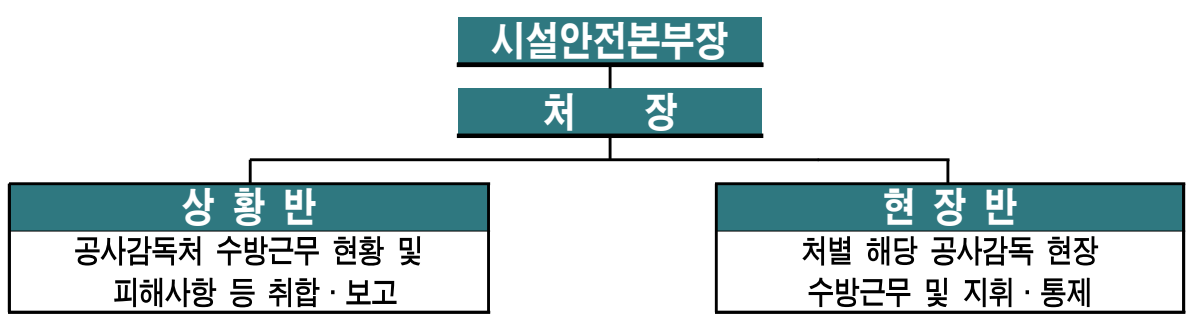 시설안전본부장
처 장
상 황 반
공사감독처 수방근무 현황 및
피해사항 등 취합·보고
현 장 반
처별 해당 공사감독 현장
수방근무 및 지휘·통제